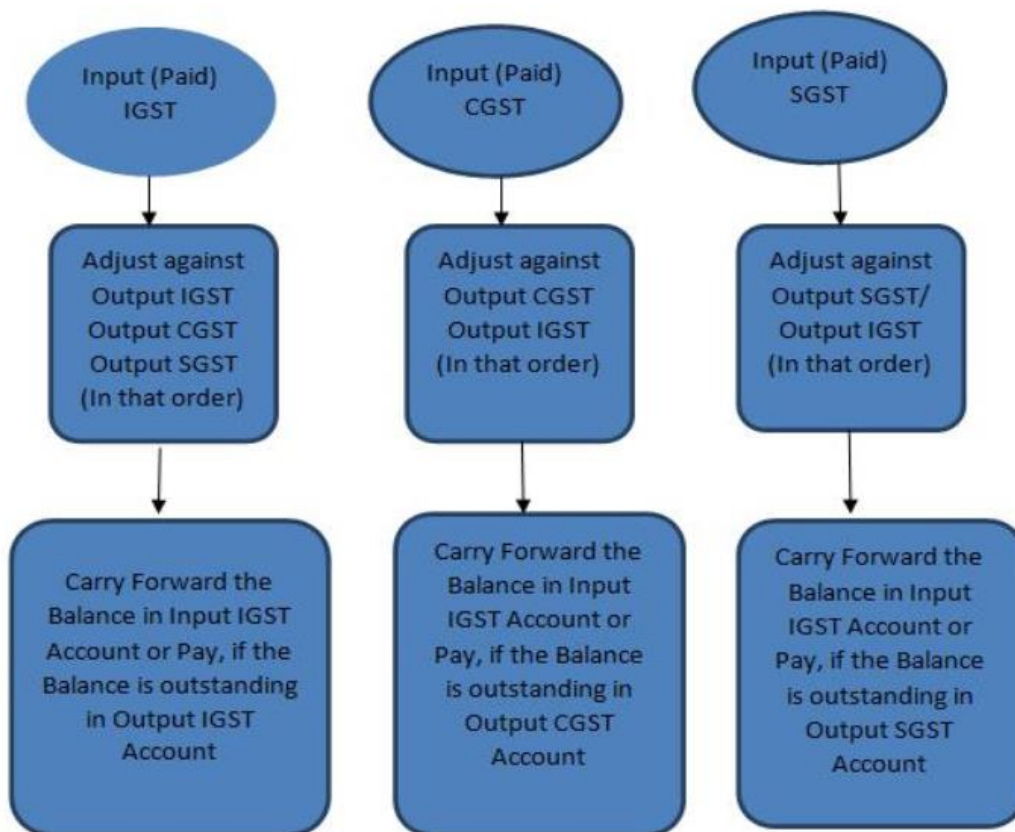 Input (Paid)
IGST
Input (Paid)
CGST
Input (Paid)
SGST
Adjust against
Output IGST
Output CGST
Output SGST
(In that order)
Adjust against
Output CGST
Output IGST
(In that order)
Adjust against
Output SGST/
Output IGST
(In that order)
Carry Forward the
Balance in Input IGST
Account or Pay, if the
Balance is outstanding
in Output IGST
Account
Carry Forward the
Balance in Input
IGST Account or
Pay, if the Balance
is outstanding in
Output CGST
Account
Carry Forward the
Balance in Input
IGST Account or
Pay, if the Balance
is outstanding in
Output SGST
Account